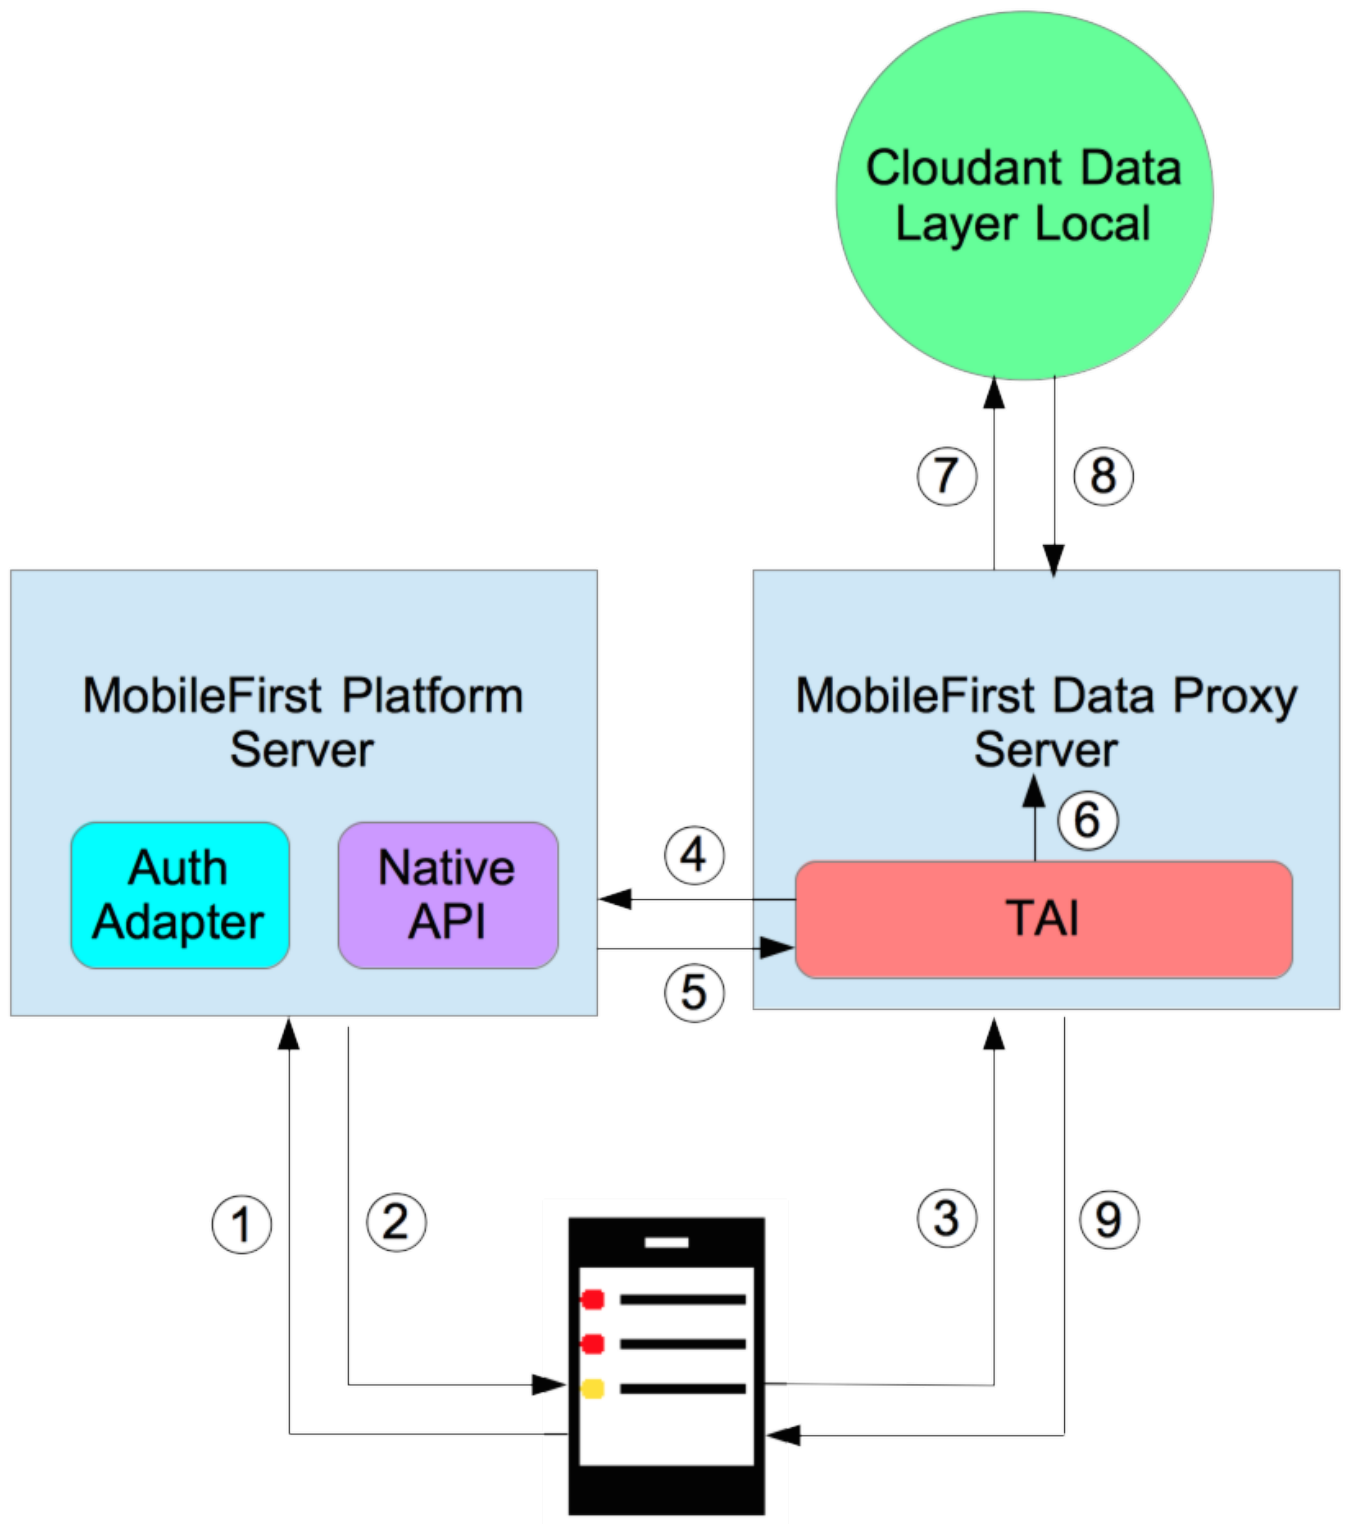 Cloudant Data
Layer Local
7
8
MobileFirst Platform
Server
MobileFirst Data Proxy
Server
6
Auth
Adapter
Native
API
4
TAI
5
1
2
3
9